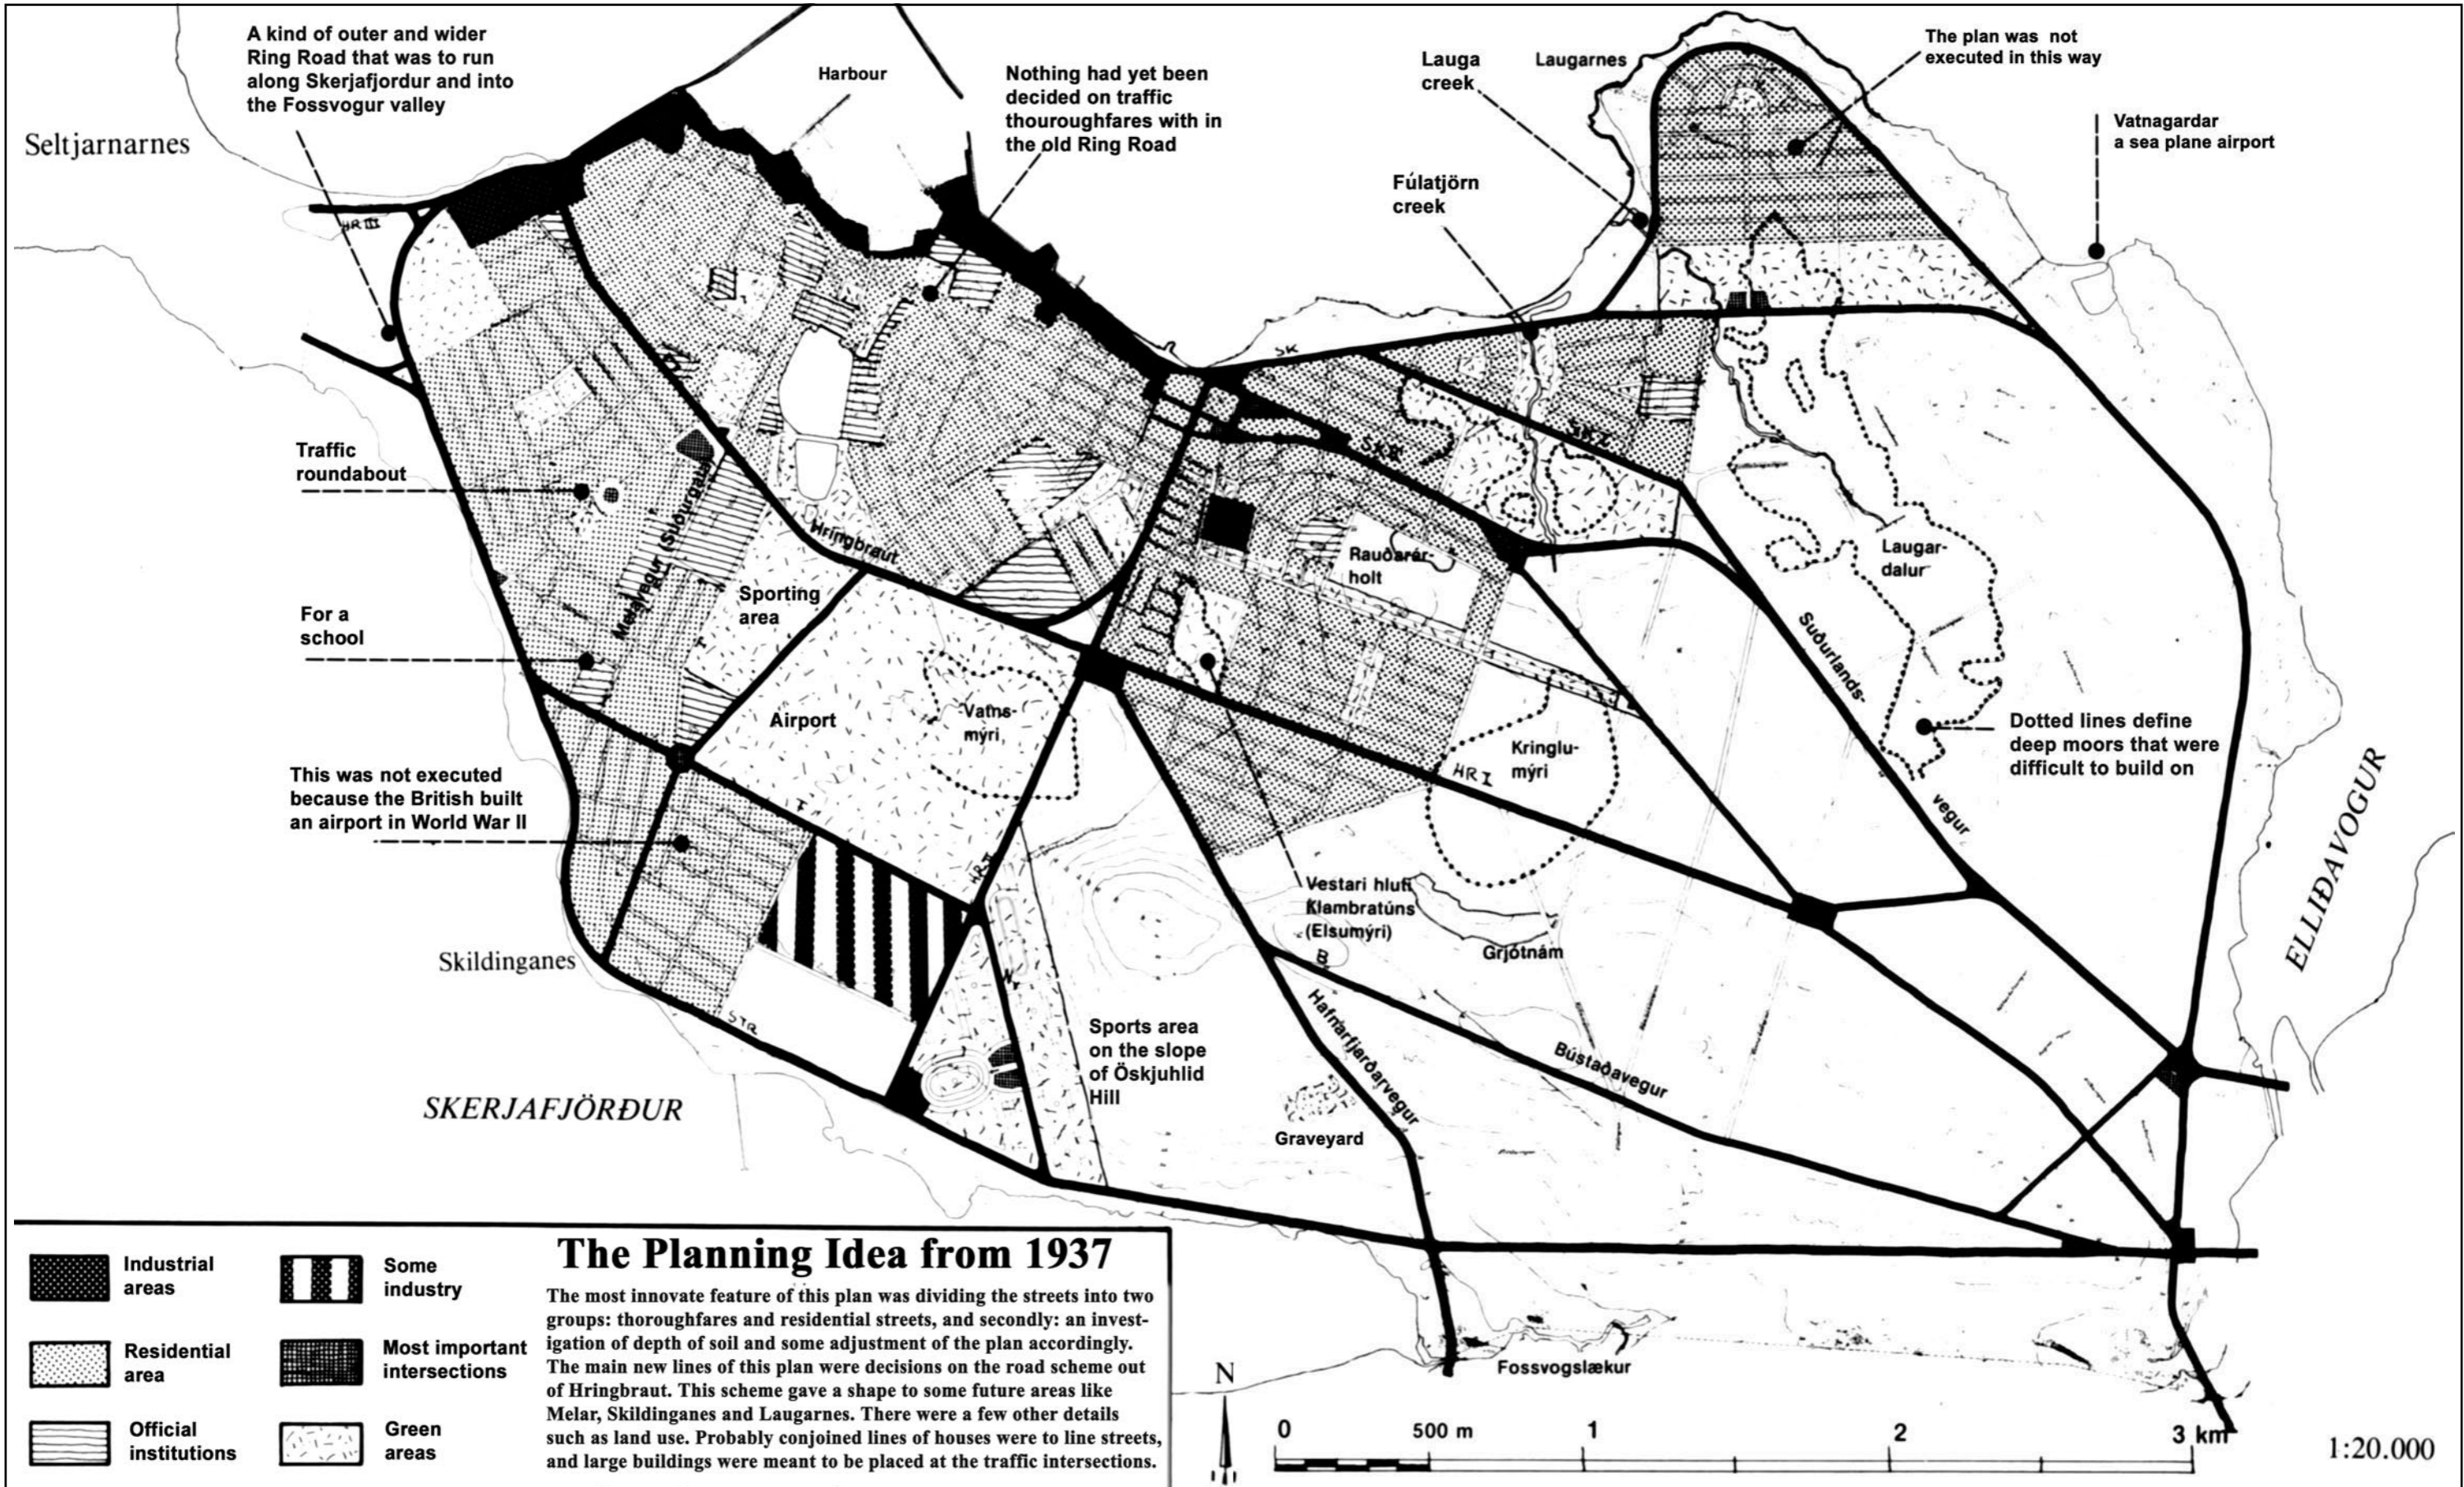 A kind of outer and wider
Ring Road that was to run
along Skerjafjordur and into
the Fossvogur valley
Seltjarnarnes
Harbour
Nothing had yet been
decided on traffic
thouroughfares with in
the old Ring Road
Lauga
creek
Laugarnes
The plan was not
executed in this way
Vatnagardar
a sea plane airport
Fúlatjörn
creek
HR III
SK
SK I
SK II
Traffic
roundabout
Melavegur (Suðurgata)
Hringbraut
Rauðarár-
holt
Laugar-
dalur
For a
school
Sporting
area
Suðurlands-
vegur
Airport
Vatns-
mýri
Kringlu-
mýri
HR I
Dotted lines define
deep moors that were
difficult to build on
This was not executed
because the British built
an airport in World War II
HR II
ELLIÐAVOGUR
Vestari hluti
Klambratúns
(Elsumýri)
B
Grjótnám
Skildinganes
STR
Sports area
on the slope
of Öskjuhlid
Hill
Hafnarfjarðarvegur
Bústaðavegur
SKERJAFJÖRÐUR
Graveyard
Industrial
areas
Some
industry
Residential
area
Most important
intersections
Official
institutions
Green
areas
The Planning Idea from 1937
The most innovate feature of this plan was dividing the streets into two
groups: thoroughfares and residential streets, and secondly: an invest-
igation of depth of soil and some adjustment of the plan accordingly.
The main new lines of this plan were decisions on the road scheme out
of Hringbraut. This scheme gave a shape to some future areas like
Melar, Skildinganes and Laugarnes. There were a few other details
such as land use. Probably conjoined lines of houses were to line streets,
and large buildings were meant to be placed at the traffic intersections.
Fossvogslækur
N
0 500 m 1 2 3 km
1:20.000